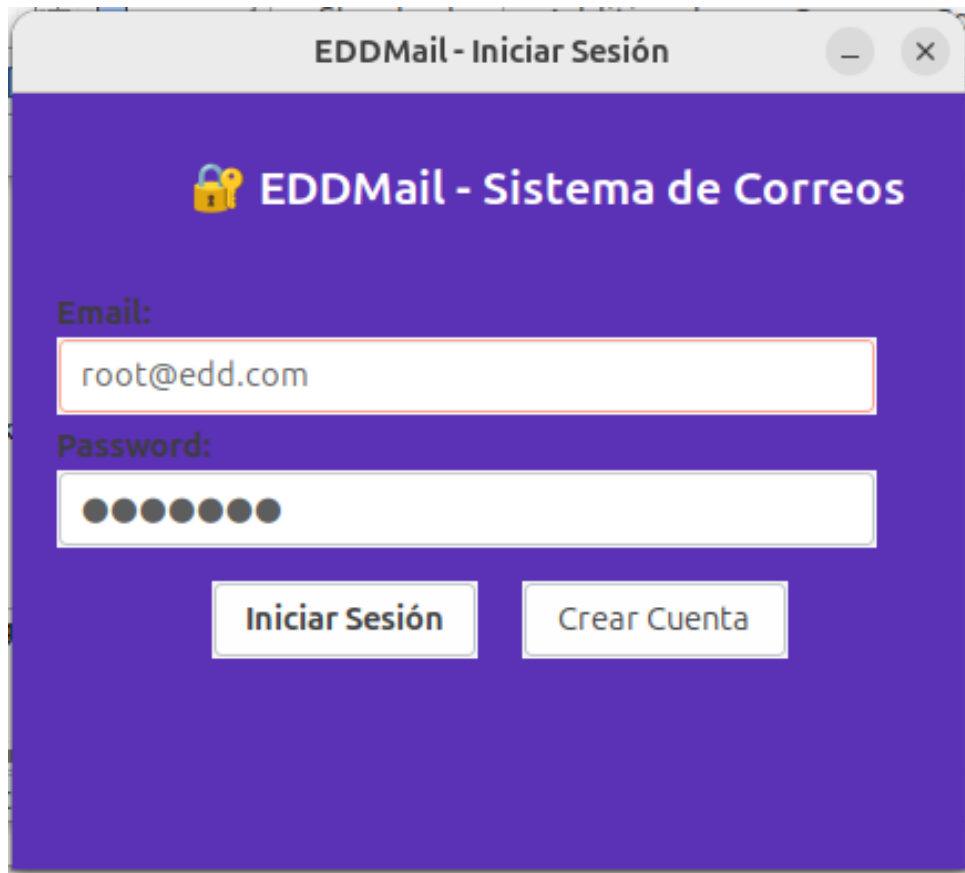 EDDMail - Iniciar Sesión
EDDMail - Sistema de Correos
Email:
root@edd.com
Password:
Iniciar Sesión
Crear Cuenta